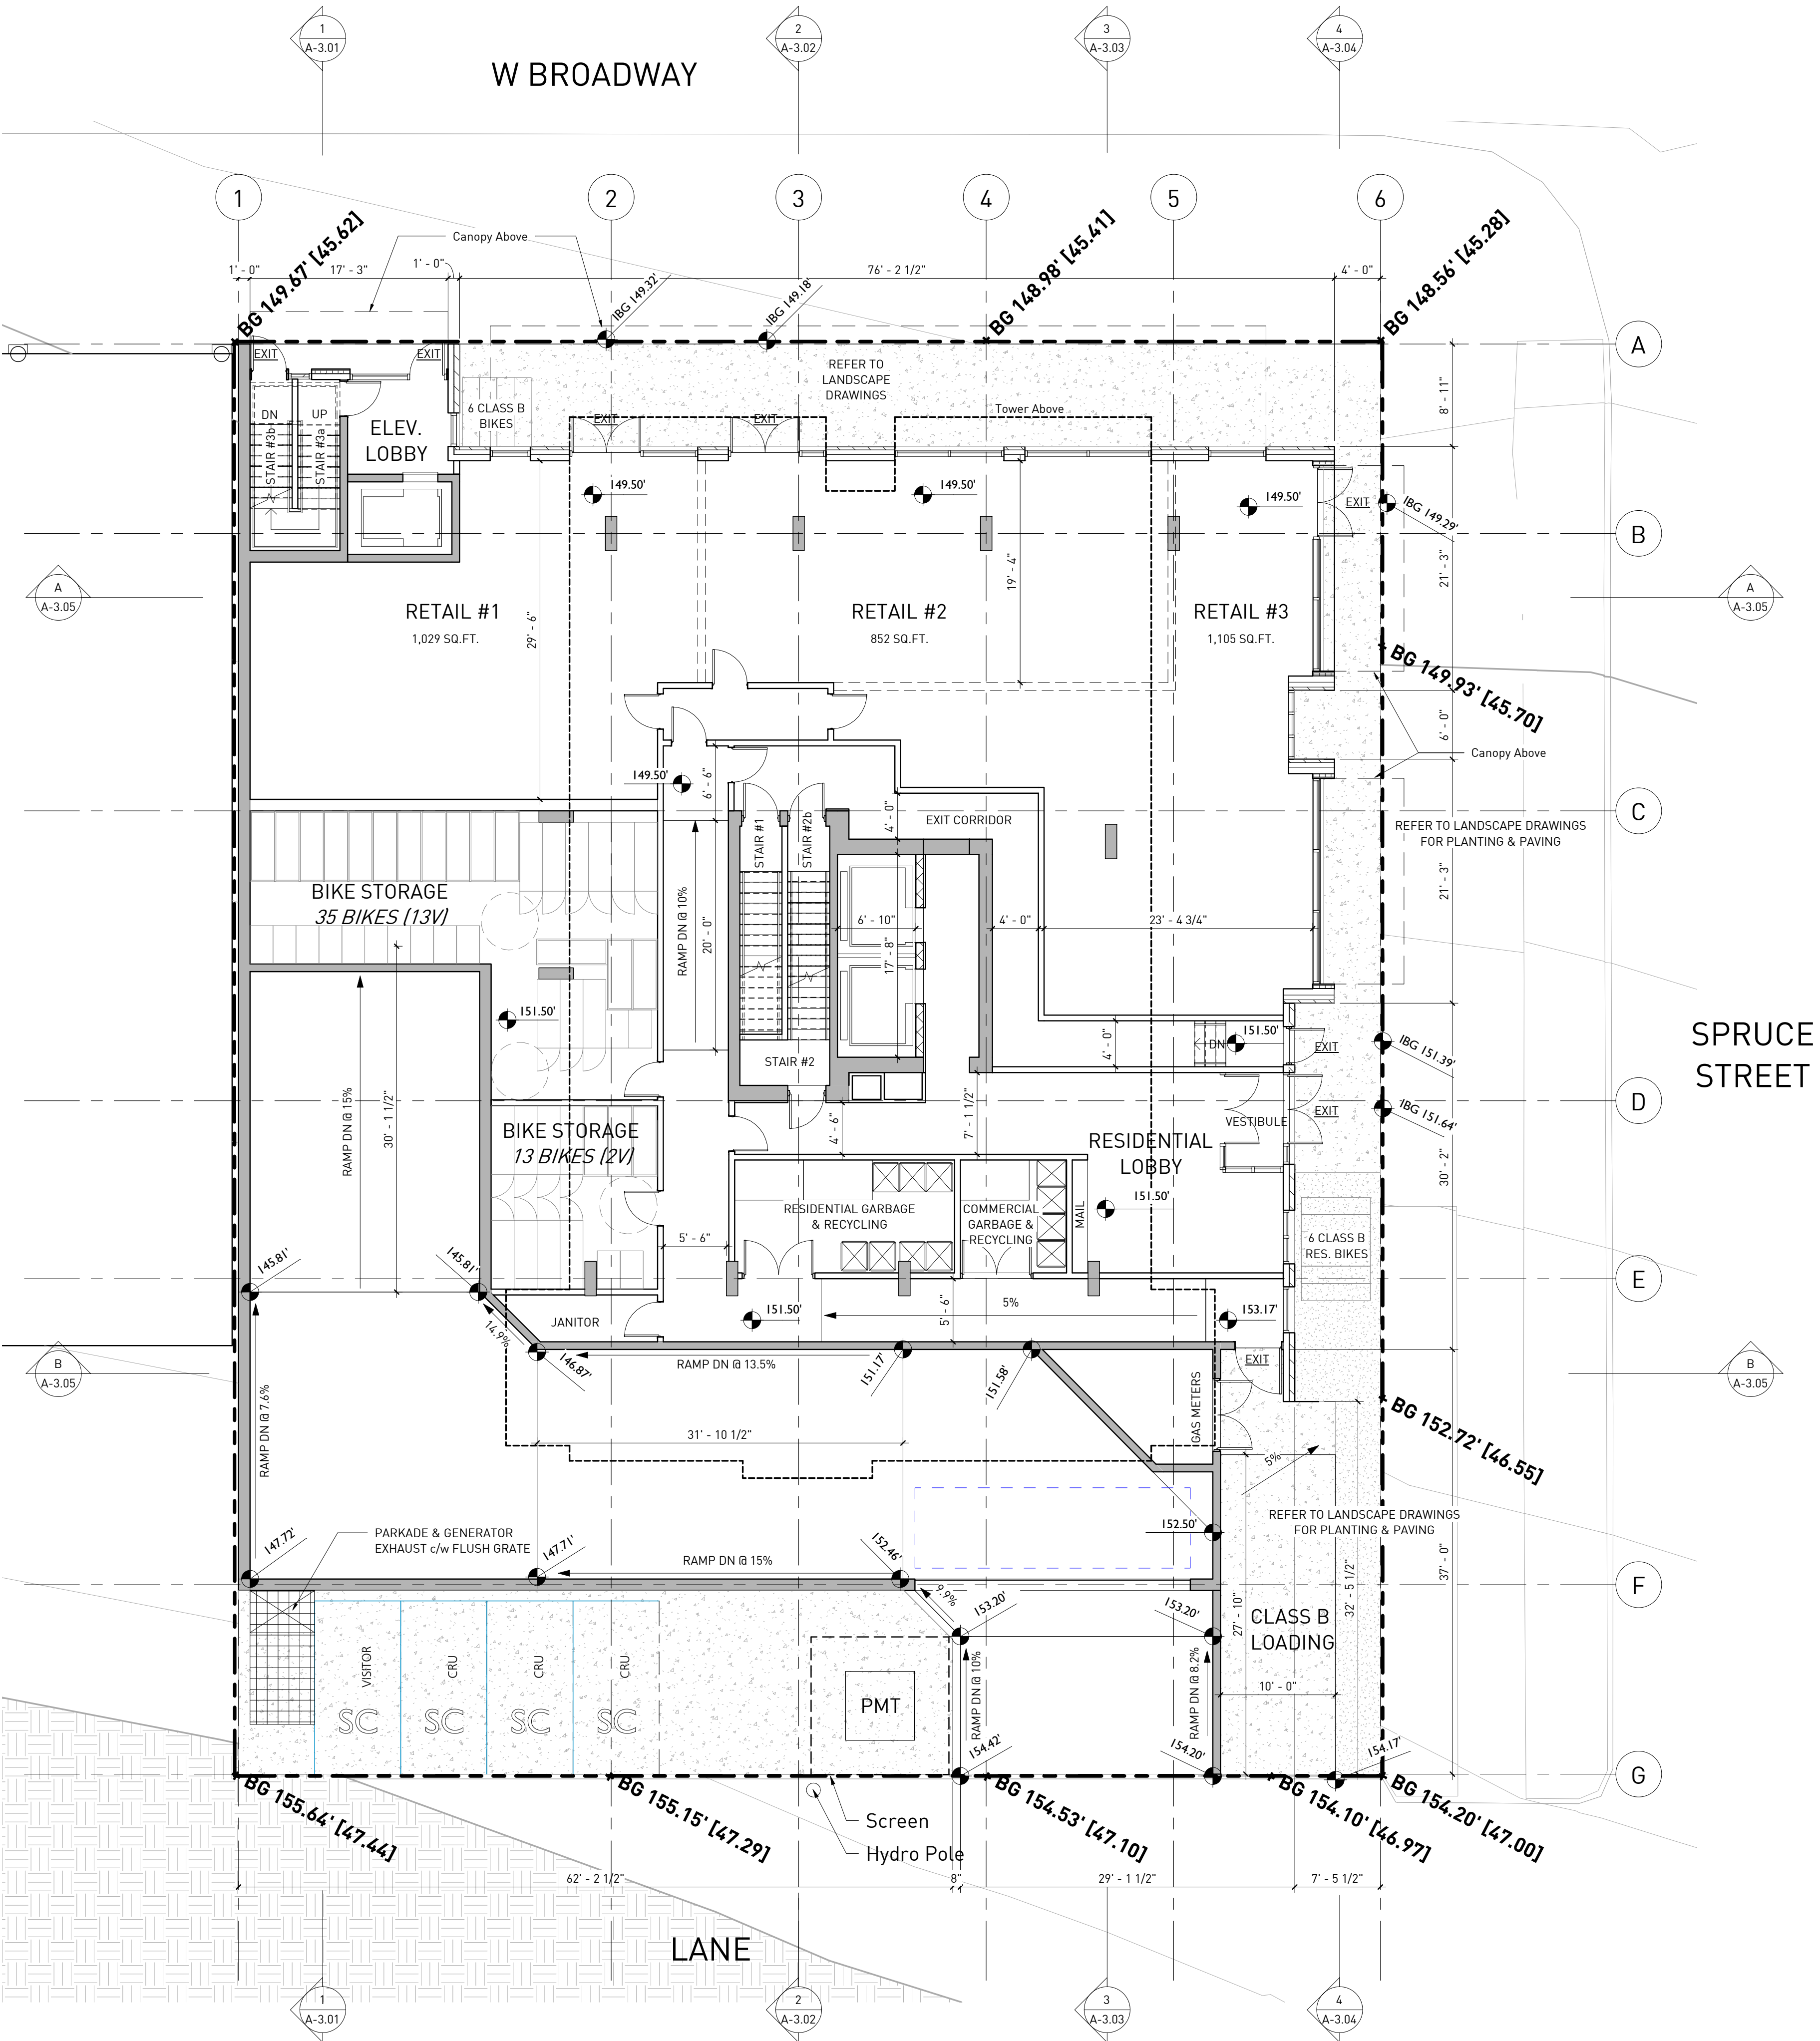 1
A-3.01
2
A-3.02
3
A-3.03
4
A-3.04
W BROADWAY
1
2
3
4
5
6
BG 149.67' [45.62]
BG 148.98' [45.41]
BG 148.56' [45.28]
Canopy Above
1' - 0"
17' - 3"
1' - 0"
76' - 2 1/2"
4' - 0"
IBG 149.32'
IBG 149.18'
A
EXIT
EXIT
REFER TO
LANDSCAPE
DRAWINGS
8' - 11"
DN
UP
STAIR #3b
STAIR #3a
ELEV.
LOBBY
6 CLASS B
BIKES
EXIT
EXIT
Tower Above
149.50'
149.50'
149.50'
EXIT
IBG 149.29'
B
21' - 3"
A
A-3.05
A
A-3.05
RETAIL #1
1,029 SQ.FT.
29' - 6"
RETAIL #2
852 SQ.FT.
19' - 4"
RETAIL #3
1,105 SQ.FT.
BG 149.93' [45.70]
6' - 0"
Canopy Above
149.50'
6' - 6"
4' - 0"
EXIT CORRIDOR
C
REFER TO LANDSCAPE DRAWINGS
FOR PLANTING & PAVING
STAIR #1
STAIR #2b
BIKE STORAGE
35 BIKES (13V)
RAMP DN @ 10%
20' - 0"
6' - 10"
17' - 8"
4' - 0"
23' - 4 3/4"
21' - 3"
151.50'
STAIR #2
4' - 0"
DN
151.50'
EXIT
IBG 151.39'
SPRUCE
STREET
RAMP DN @ 15%
30' - 1 1/2"
D
BIKE STORAGE
13 BIKES (2V)
4' - 6"
7' - 1 1/2"
RESIDENTIAL
LOBBY
VESTIBULE
EXIT
IBG 151.64'
30' - 2"
RESIDENTIAL GARBAGE
& RECYCLING
COMMERCIAL
GARBAGE &
RECYCLING
MAIL
151.50'
5' - 6"
6 CLASS B
RES. BIKES
145.81'
145.81'
E
JANITOR
151.50'
5' - 6"
5%
153.17'
14.9%
146.87'
RAMP DN @ 13.5%
151.17'
151.58'
EXIT
B
A-3.05
B
A-3.05
RAMP DN @ 7.6%
31' - 10 1/2"
GAS METERS
BG 152.72' [46.55]
5%
PARKADE & GENERATOR
EXHAUST c/w FLUSH GRATE
147.72'
147.71'
RAMP DN @ 15%
152.46'
152.50'
REFER TO LANDSCAPE DRAWINGS
FOR PLANTING & PAVING
F
9.9%
153.20'
153.20'
27' - 10"
CLASS B
LOADING
32' - 5 1/2"
37' - 0"
VISITOR
CRU
CRU
CRU
SC
SC
SC
SC
PMT
RAMP DN @ 10%
RAMP DN @ 8.2%
10' - 0"
154.42'
154.20'
154.17'
G
BG 155.64' [47.44]
BG 155.15' [47.29]
BG 154.53' [47.10]
BG 154.10' [46.97]
BG 154.20' [47.00]
Screen
Hydro Pole
62' - 2 1/2"
8"
29' - 1 1/2"
7' - 5 1/2"
LANE
1
A-3.01
2
A-3.02
3
A-3.03
4
A-3.04